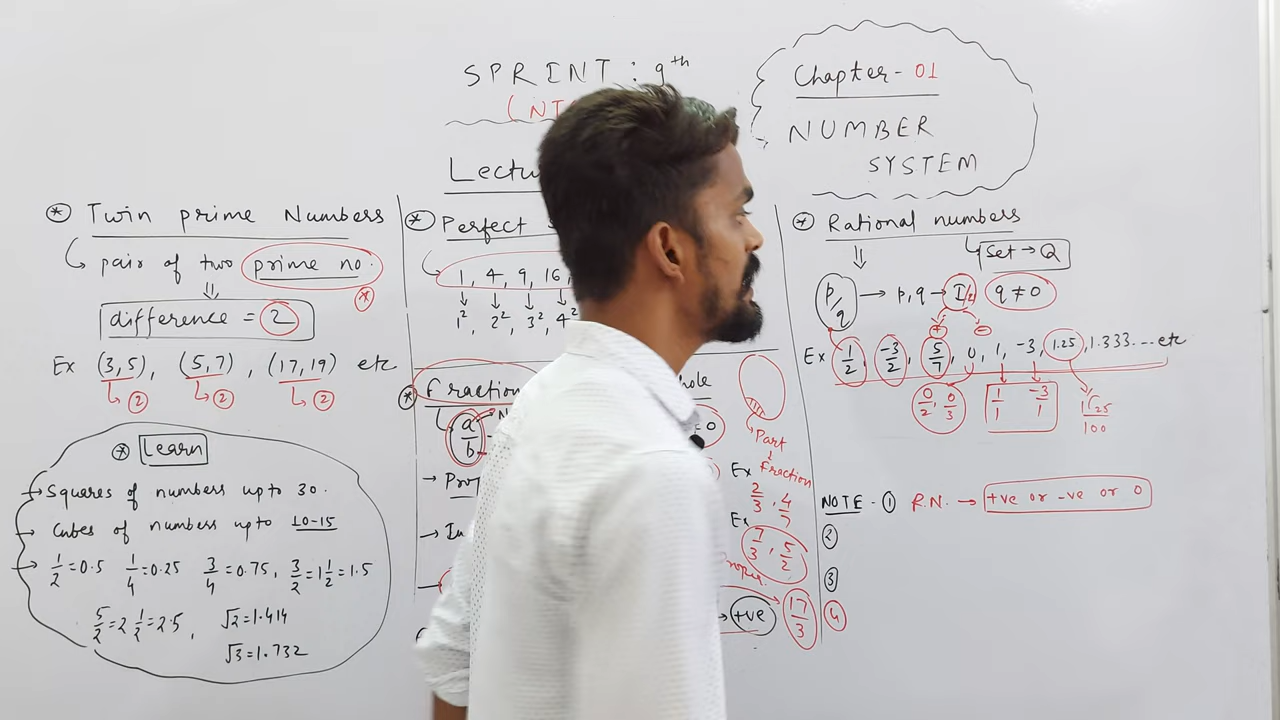 SPRINT : 9th
Chapter - 01
NUMBER
SYSTEM
* Twin prime Numbers
pair of two prime no.
*
difference = 2
Ex (3,5), (5,7), (17,19) etc
2 2 2
* Learn
Squares of numbers upto 30.
Cubes of numbers upto 10-15
1/2 = 0.5 1/4 = 0.25 3/4 = 0.75, 3/2 = 1 1/2 = 1.5
5/2 = 2 1/2 = 2.5, √2 = 1.414
√3 = 1.732
* Perfect
1, 4, 9, 16,
1² 2² 3² 4²
* fraction
a/b
≠ 0
Part
Ex fraction
2/3, 4/7
Ex
7/3, 5/2
+ve 17/3
* Rational numbers
Set → Q
p/q → p, q → I/z q ≠ 0
+ -
Ex 1/2, -3/2, 5/7, 0, 1, -3, 1.25, 1.333.... etc
0/2, 0/3 1/1 -3/1 125/100
NOTE - ① R.N. → +ve or -ve or 0
②
③
④